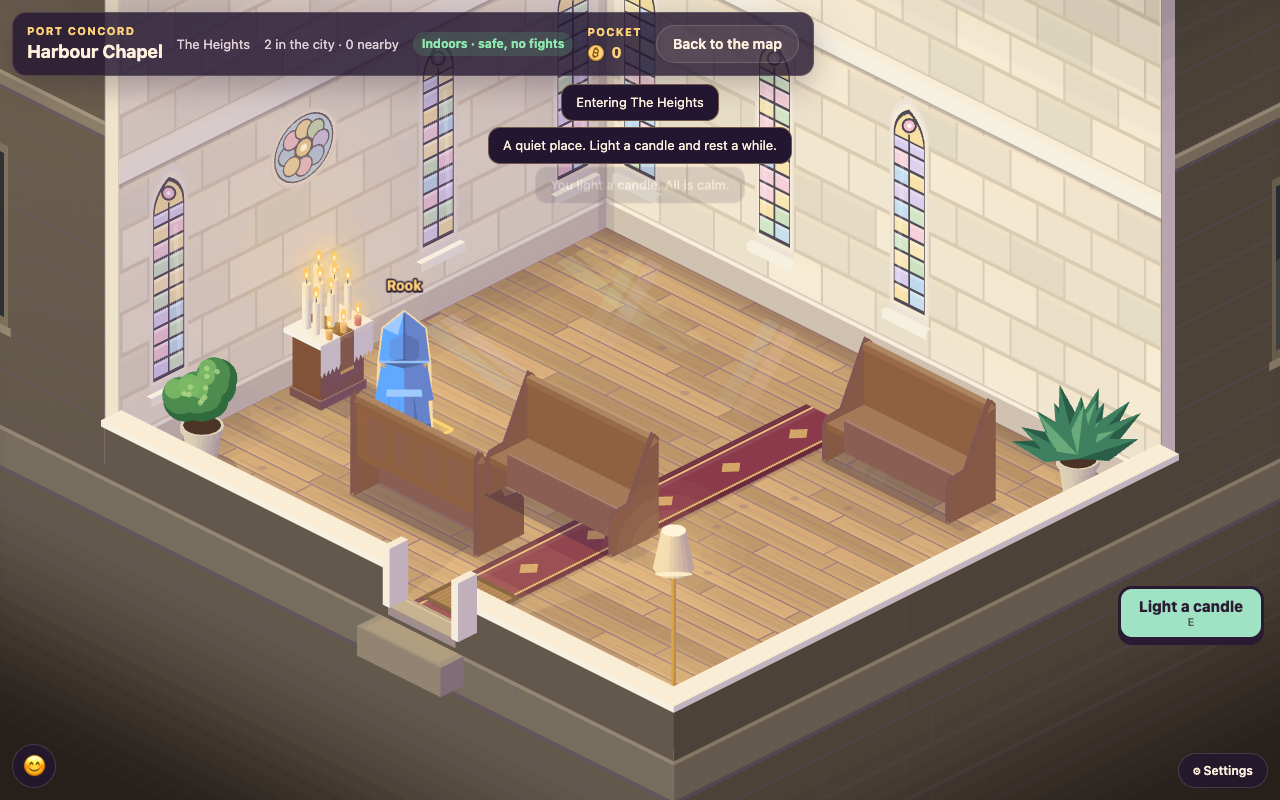 PORT CONCORD
Harbour Chapel
The Heights
2 in the city · 0 nearby
Indoors · safe, no fights
POCKET
0
Back to the map
Entering The Heights
A quiet place. Light a candle and rest a while.
You light a candle. All is calm.
Rook
Light a candle
E
Settings